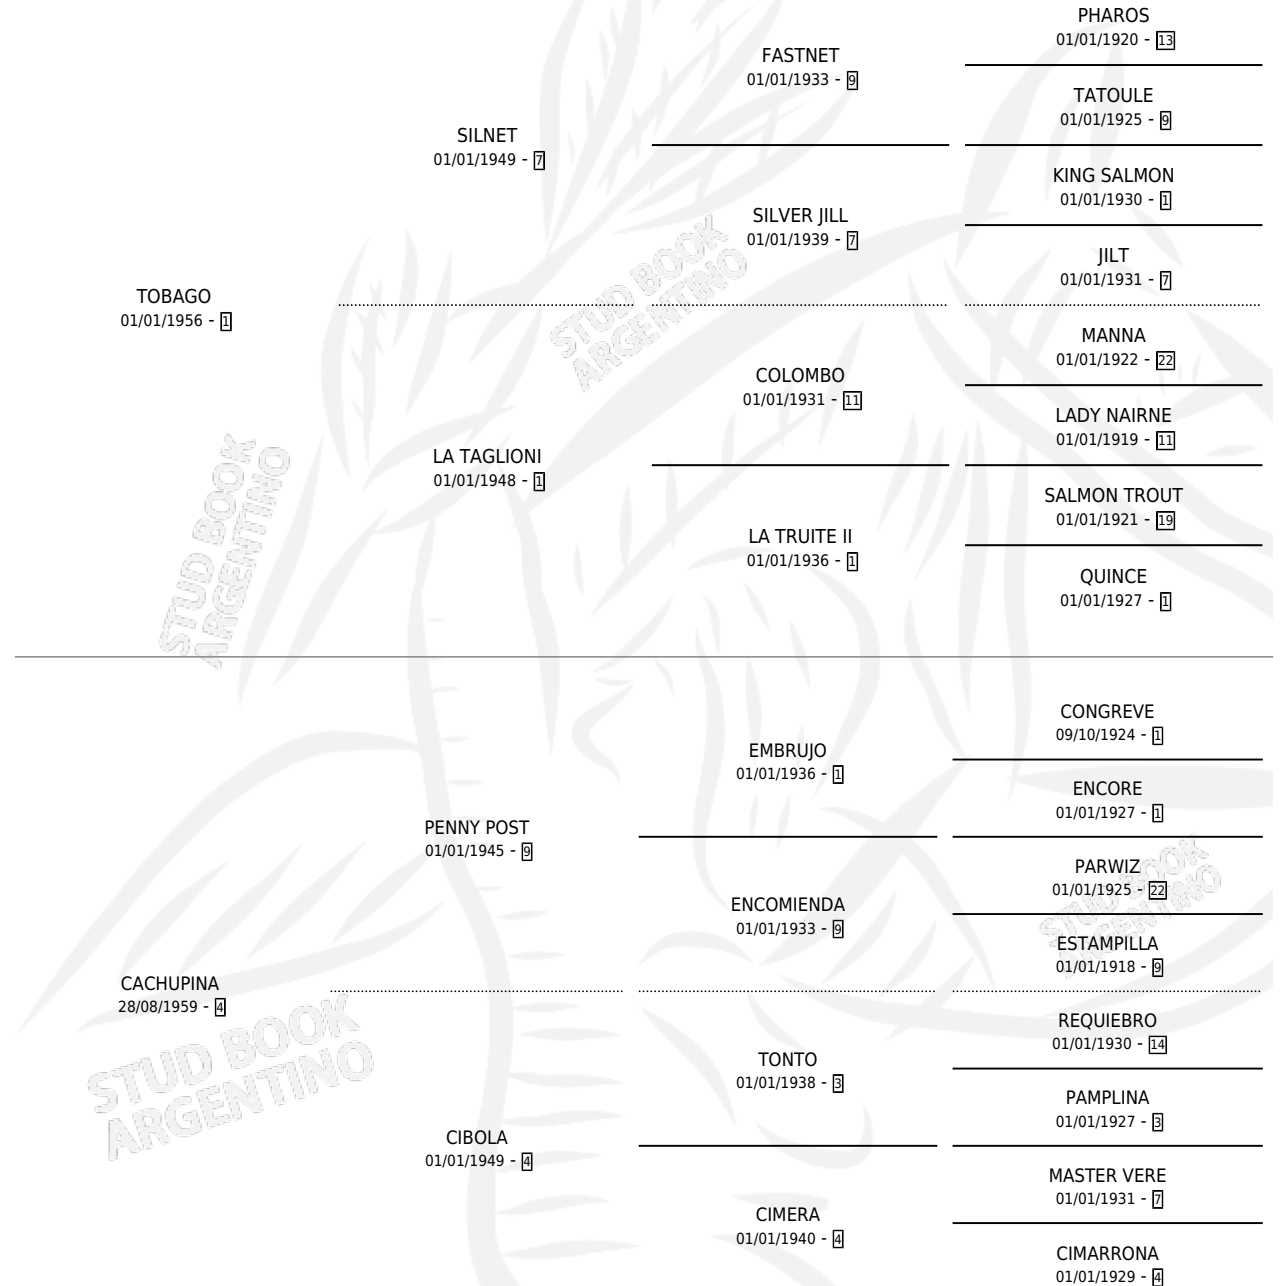 PHAROS
01/01/1920 - 13
FASTNET
01/01/1933 - 9
TATOULE
01/01/1925 - 9
SILNET
01/01/1949 - 7
KING SALMON
01/01/1930 - 1
SILVER JILL
01/01/1939 - 7
JILT
01/01/1931 - 7
TOBAGO
01/01/1956 - 1
MANNA
01/01/1922 - 22
COLOMBO
01/01/1931 - 11
LADY NAIRNE
01/01/1919 - 11
LA TAGLIONI
01/01/1948 - 1
SALMON TROUT
01/01/1921 - 19
LA TRUITE II
01/01/1936 - 1
QUINCE
01/01/1927 - 1
STUD BOOK
ARGENTINO
STUD BOOK
ARGENTINO
CONGREVE
09/10/1924 - 1
EMBRUJO
01/01/1936 - 1
ENCORE
01/01/1927 - 1
PENNY POST
01/01/1945 - 9
PARWIZ
01/01/1925 - 22
ENCOMIENDA
01/01/1933 - 9
ESTAMPILLA
01/01/1918 - 9
STUD BOOK
ARGENTINO
CACHUPINA
28/08/1959 - 4
REQUIEBRO
01/01/1930 - 14
TONTO
01/01/1938 - 3
PAMPLINA
01/01/1927 - 3
CIBOLA
01/01/1949 - 4
MASTER VERE
01/01/1931 - 7
CIMERA
01/01/1940 - 4
CIMARRONA
01/01/1929 - 4
STUD BOOK
ARGENTINO